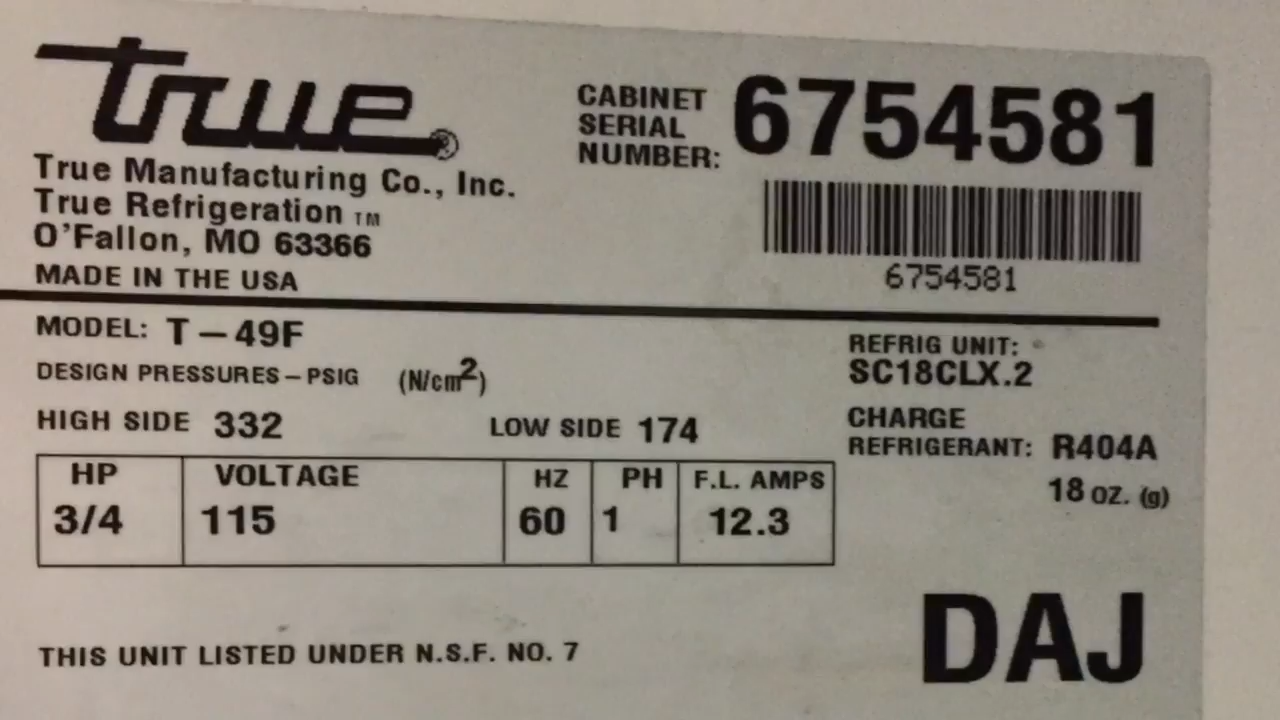 true®
True Manufacturing Co., Inc.
True Refrigeration TM
O'Fallon, MO 63366
MADE IN THE USA
CABINET
SERIAL
NUMBER: 6754581
6754581
MODEL: T-49F
DESIGN PRESSURES-PSIG (N/cm²)
HIGH SIDE 332 LOW SIDE 174
REFRIG UNIT:
SC18CLX.2
CHARGE
REFRIGERANT: R404A
18 OZ. (g)
HP VOLTAGE HZ PH F.L. AMPS
3/4 115 60 1 12.3
DAJ
THIS UNIT LISTED UNDER N.S.F. NO. 7